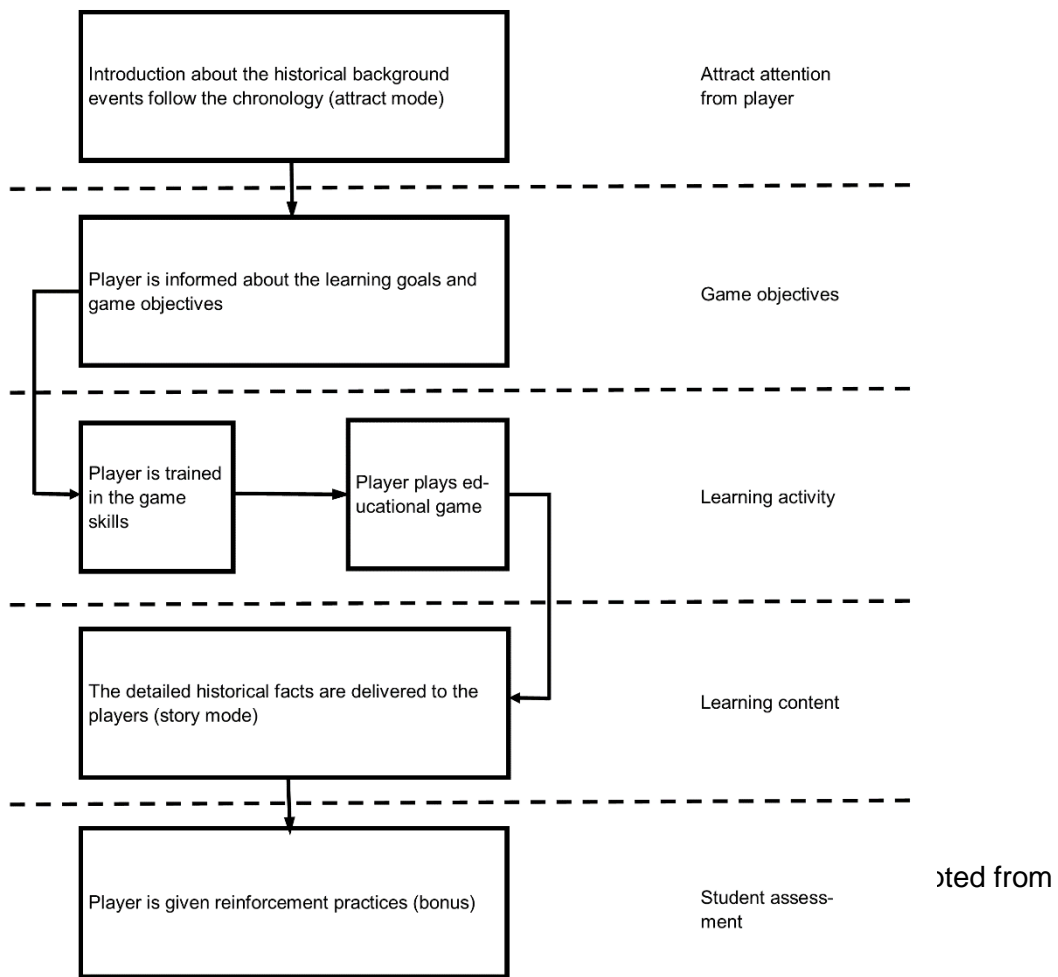 Introduction about the historical background
events follow the chronology (attract mode)
Attract attention
from player
Player is informed about the learning goals and
game objectives
Game objectives
Player is trained
in the game
skills
Player plays ed-
ucational game
Learning activity
The detailed historical facts are delivered to the
players (story mode)
Learning content
Player is given reinforcement practices (bonus)
Student assess-
ment
from